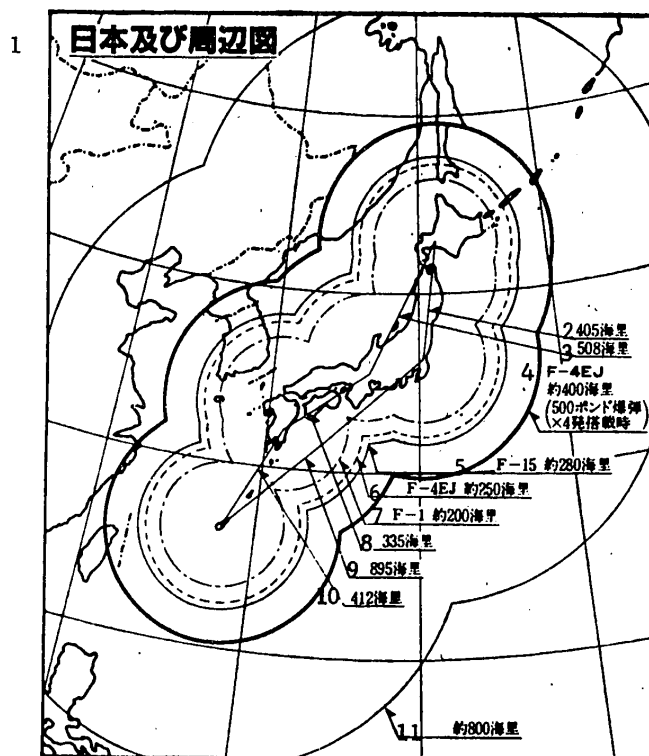 1
日本及び周辺図
2 405海里
3 508海里
4 F-4EJ
約400海里
(500ポンド爆弾
×4発搭載時)
5 F-15 約280海里
6 F-4EJ 約250海里
7 F-1 約200海里
8 335海里
9 895海里
10 412海里
11 約800海里